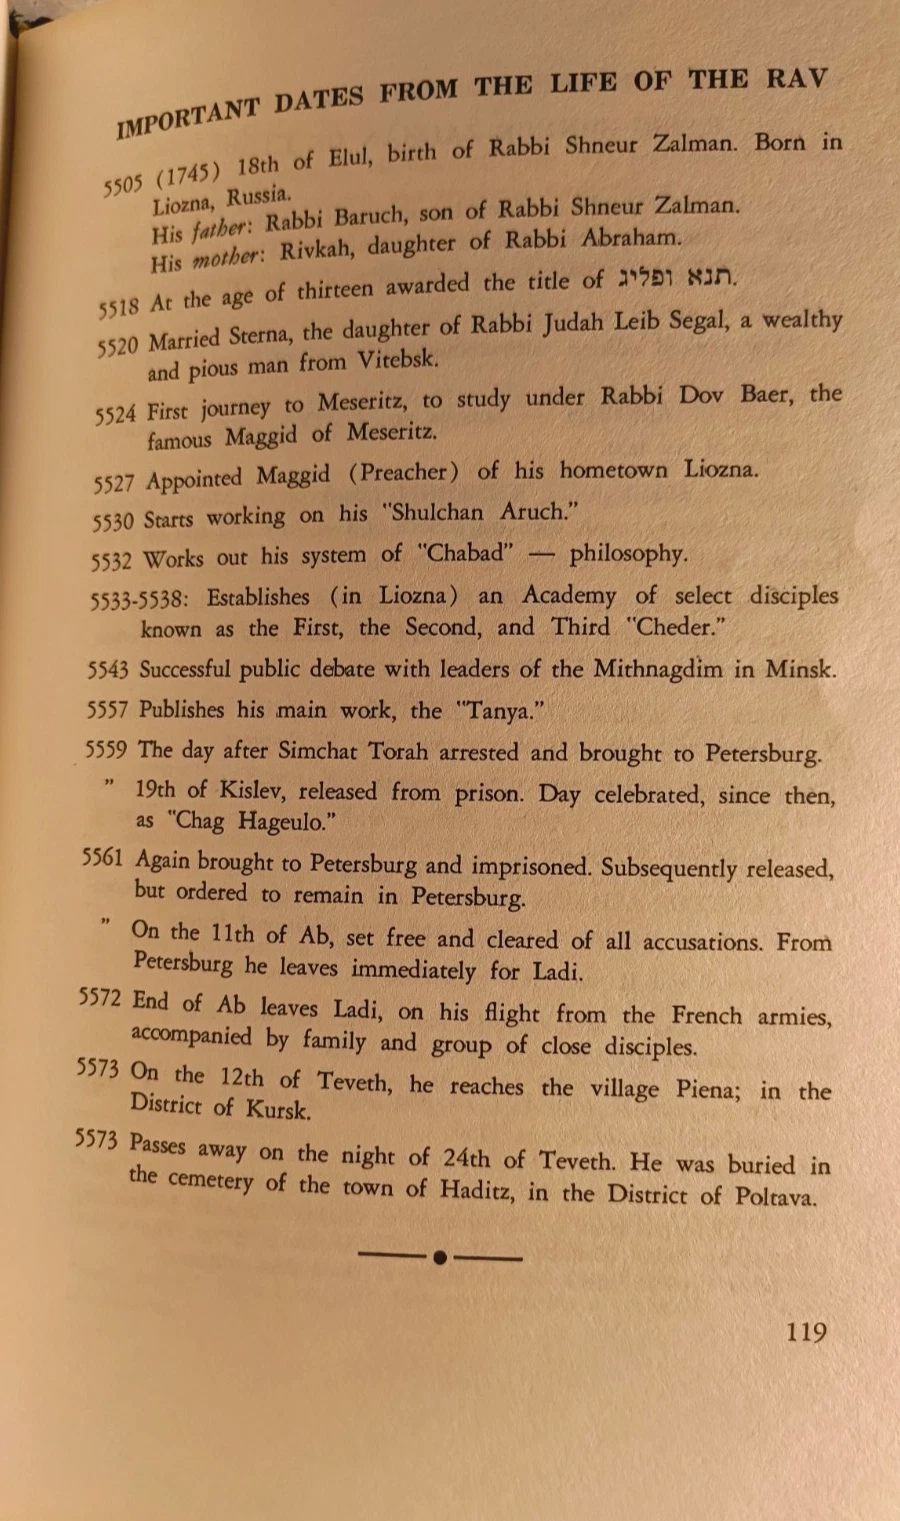 IMPORTANT DATES FROM THE LIFE OF THE RAV
5505 (1745) 18th of Elul, birth of Rabbi Shneur Zalman. Born in
Liozna, Russia.
His father: Rabbi Baruch, son of Rabbi Shneur Zalman.
His mother: Rivkah, daughter of Rabbi Abraham.
5518 At the age of thirteen awarded the title of תנא ופליג.
5520 Married Sterna, the daughter of Rabbi Judah Leib Segal, a wealthy
and pious man from Vitebsk.
5524 First journey to Meseritz, to study under Rabbi Dov Baer, the
famous Maggid of Meseritz.
5527 Appointed Maggid (Preacher) of his hometown Liozna.
5530 Starts working on his "Shulchan Aruch."
5532 Works out his system of "Chabad" — philosophy.
5533-5538: Establishes (in Liozna) an Academy of select disciples
known as the First, the Second, and Third "Cheder."
5543 Successful public debate with leaders of the Mithnagdim in Minsk.
5557 Publishes his main work, the "Tanya."
5559 The day after Simchat Torah arrested and brought to Petersburg.
" 19th of Kislev, released from prison. Day celebrated, since then,
as "Chag Hageulo."
5561 Again brought to Petersburg and imprisoned. Subsequently released,
but ordered to remain in Petersburg.
" On the 11th of Ab, set free and cleared of all accusations. From
Petersburg he leaves immediately for Ladi.
5572 End of Ab leaves Ladi, on his flight from the French armies,
accompanied by family and group of close disciples.
5573 On the 12th of Teveth, he reaches the village Piena; in the
District of Kursk.
5573 Passes away on the night of 24th of Teveth. He was buried in
the cemetery of the town of Haditz, in the District of Poltava.
119